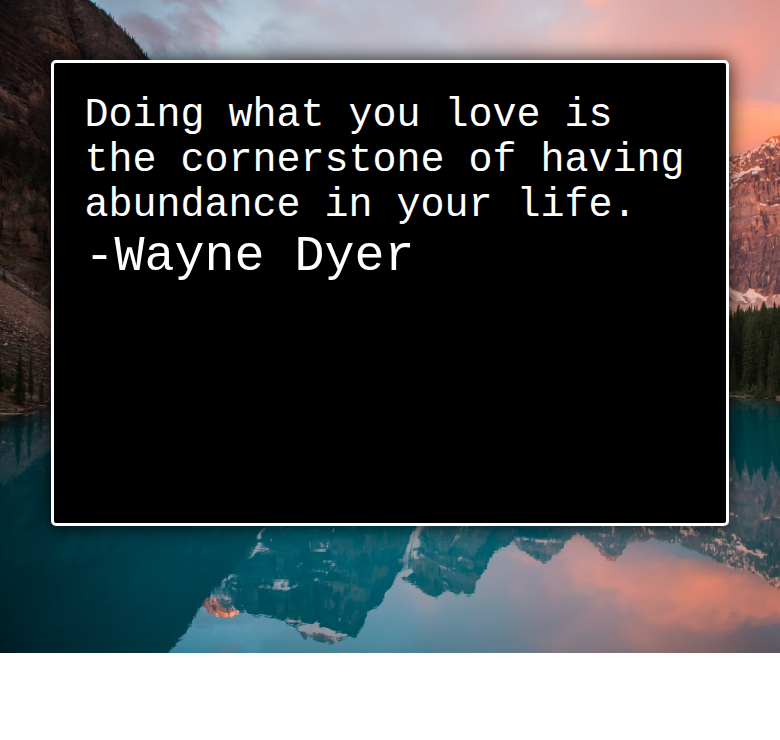 Doing what you love is
the cornerstone of having
abundance in your life.
-Wayne Dyer